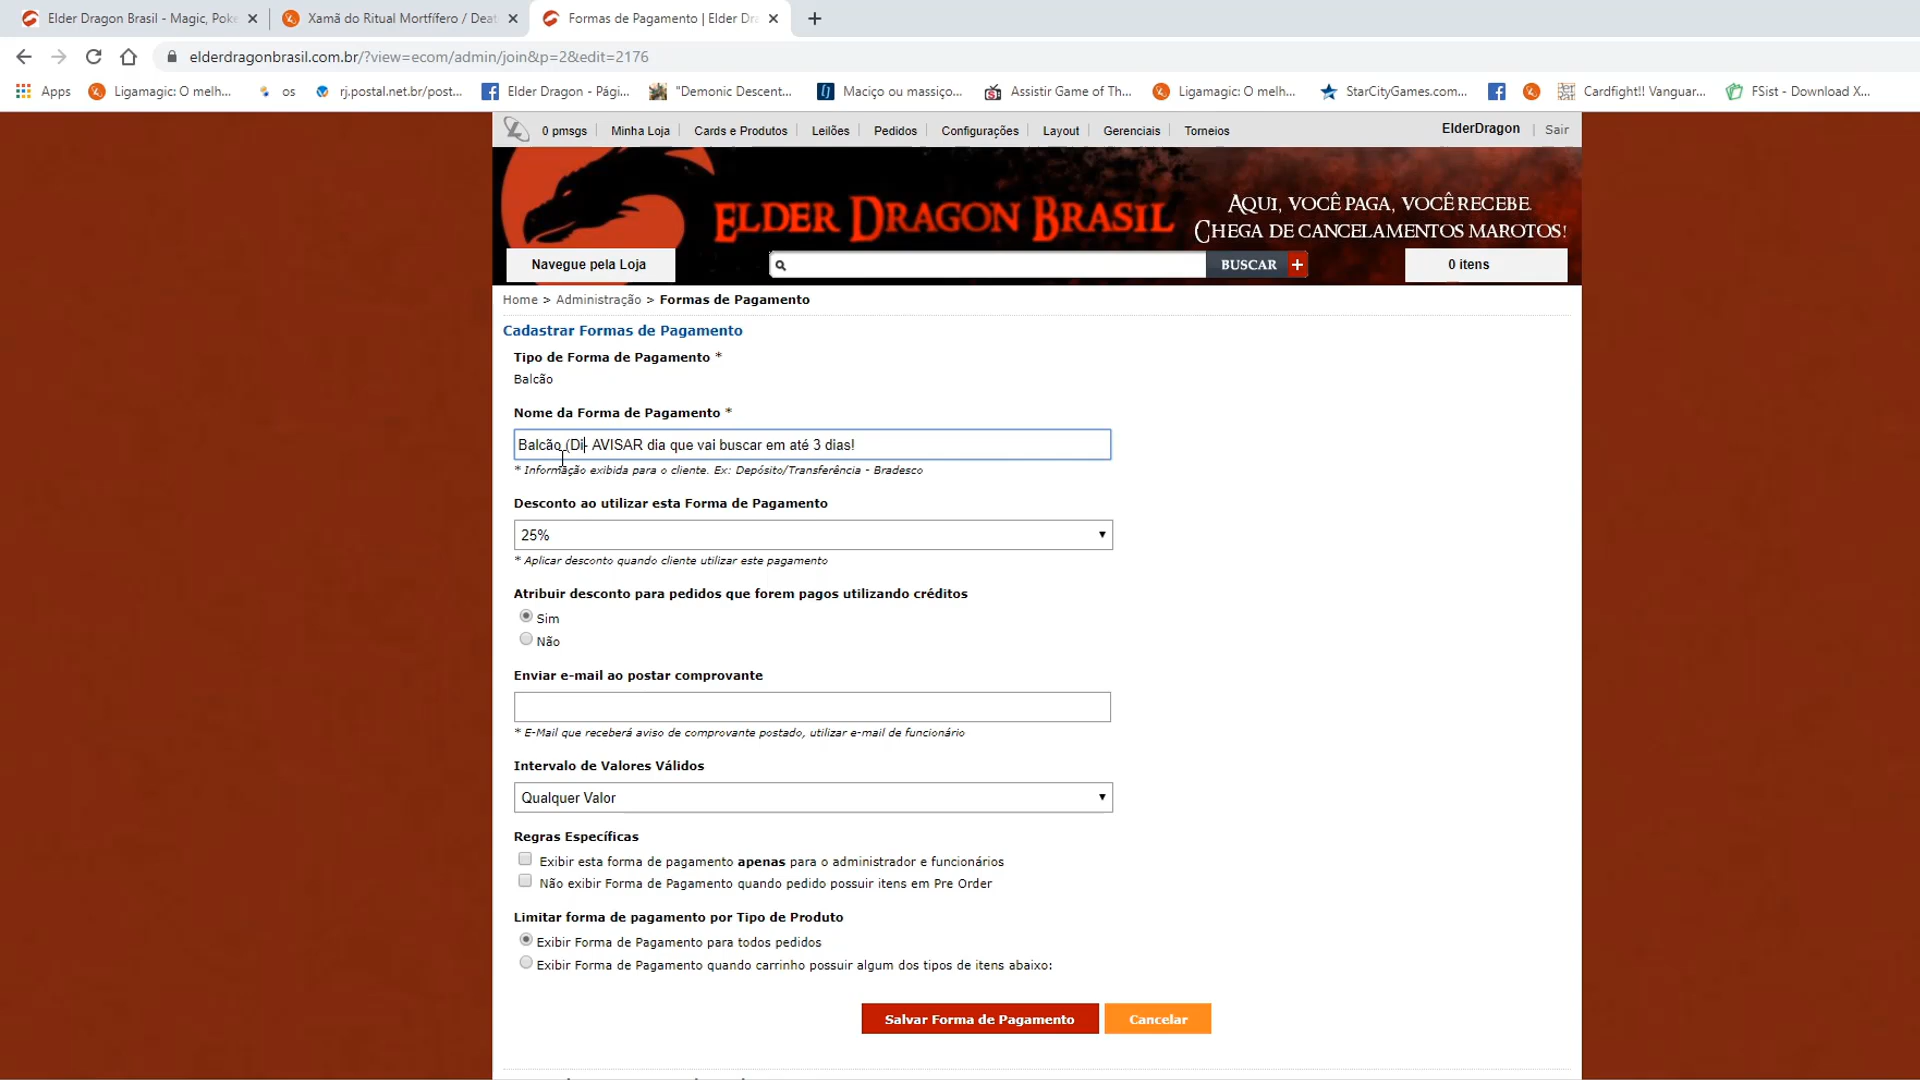 Elder Dragon Brasil - Magic, Poké
Xamã do Ritual Mortífero / Deat
Formas de Pagamento | Elder Dra
elderdragonbrasil.com.br/?view=ecom/admin/join&p=2&edit=2176
Apps
Ligamagic: O melh...
os
rj.postal.net.br/post...
Elder Dragon - Pági...
"Demonic Descent...
Maciço ou massiço...
Assistir Game of Th...
Ligamagic: O melh...
StarCityGames.com...
Cardfight!! Vanguar...
FSist - Download X...
0 pmsgs
Minha Loja
Cards e Produtos
Leilões
Pedidos
Configurações
Layout
Gerenciais
Torneios
ElderDragon | Sair
Elder Dragon Brasil
Aqui, você paga, você recebe.
Chega de cancelamentos marotos!
Navegue pela Loja
BUSCAR +
0 itens
Home > Administração > Formas de Pagamento
Cadastrar Formas de Pagamento
Tipo de Forma de Pagamento *
Balcão
Nome da Forma de Pagamento *
Balcão (Di- AVISAR dia que vai buscar em até 3 dias!
* Informação exibida para o cliente. Ex: Depósito/Transferência - Bradesco
Desconto ao utilizar esta Forma de Pagamento
25%
* Aplicar desconto quando cliente utilizar este pagamento
Atribuir desconto para pedidos que forem pagos utilizando créditos
Sim
Não
Enviar e-mail ao postar comprovante
* E-Mail que receberá aviso de comprovante postado, utilizar e-mail de funcionário
Intervalo de Valores Válidos
Qualquer Valor
Regras Específicas
Exibir esta forma de pagamento apenas para o administrador e funcionários
Não exibir Forma de Pagamento quando pedido possuir itens em Pre Order
Limitar forma de pagamento por Tipo de Produto
Exibir Forma de Pagamento para todos pedidos
Exibir Forma de Pagamento quando carrinho possuir algum dos tipos de itens abaixo:
Salvar Forma de Pagamento
Cancelar